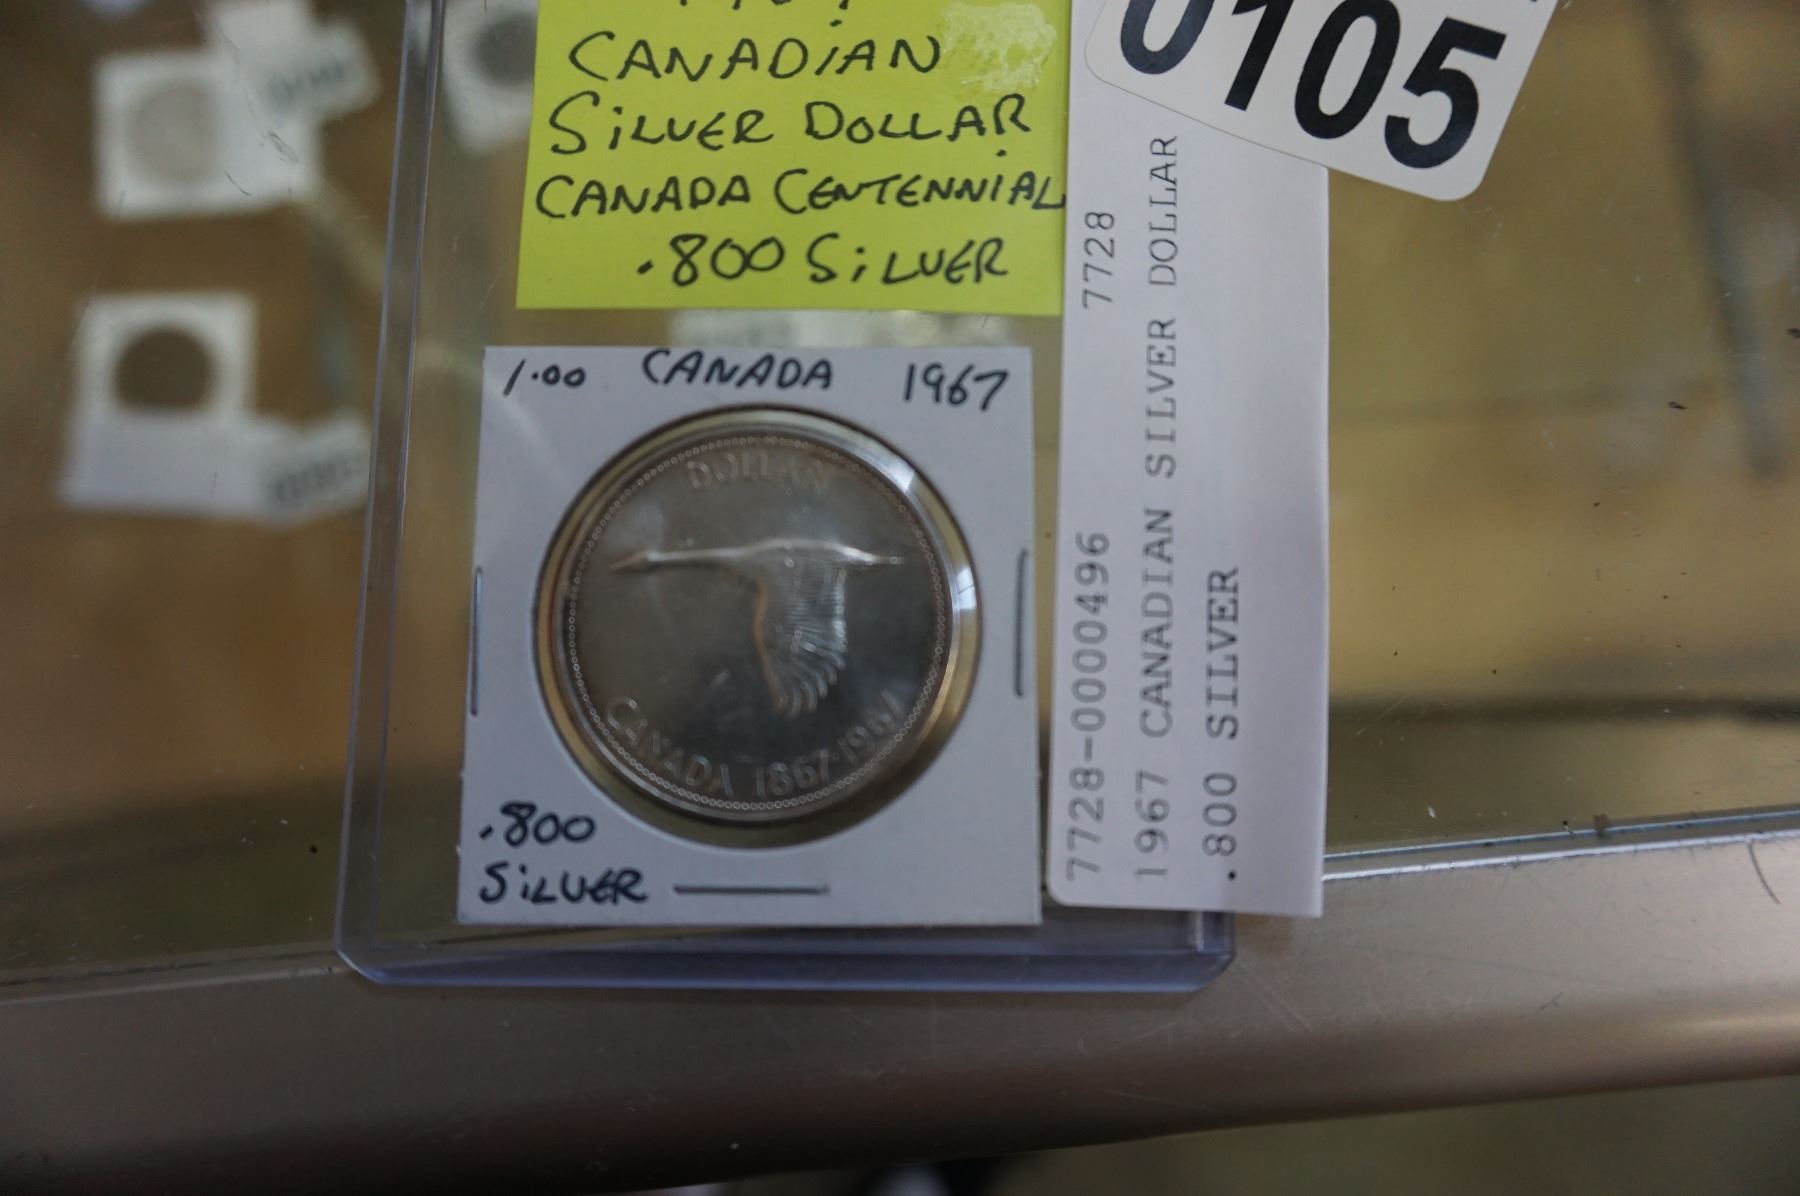 CANADIAN
SILVER DOLLAR
CANADA CENTENNIAL
.800 SILVER
0105
7728-0000496 7728
1967 CANADIAN SILVER DOLLAR
.800 SILVER
1.00 CANADA 1967
DOLLAR
CANADA 1867-1967
.800
SILVER